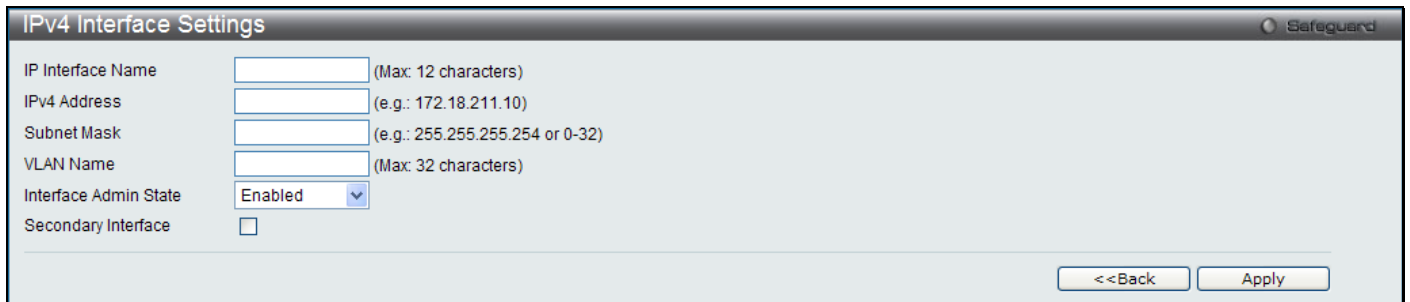 IPv4 Interface Settings
Safeguard
IP Interface Name (Max: 12 characters)
IPv4 Address (e.g.: 172.18.211.10)
Subnet Mask (e.g.: 255.255.255.254 or 0-32)
VLAN Name (Max: 32 characters)
Interface Admin State Enabled
Secondary Interface
<<Back Apply